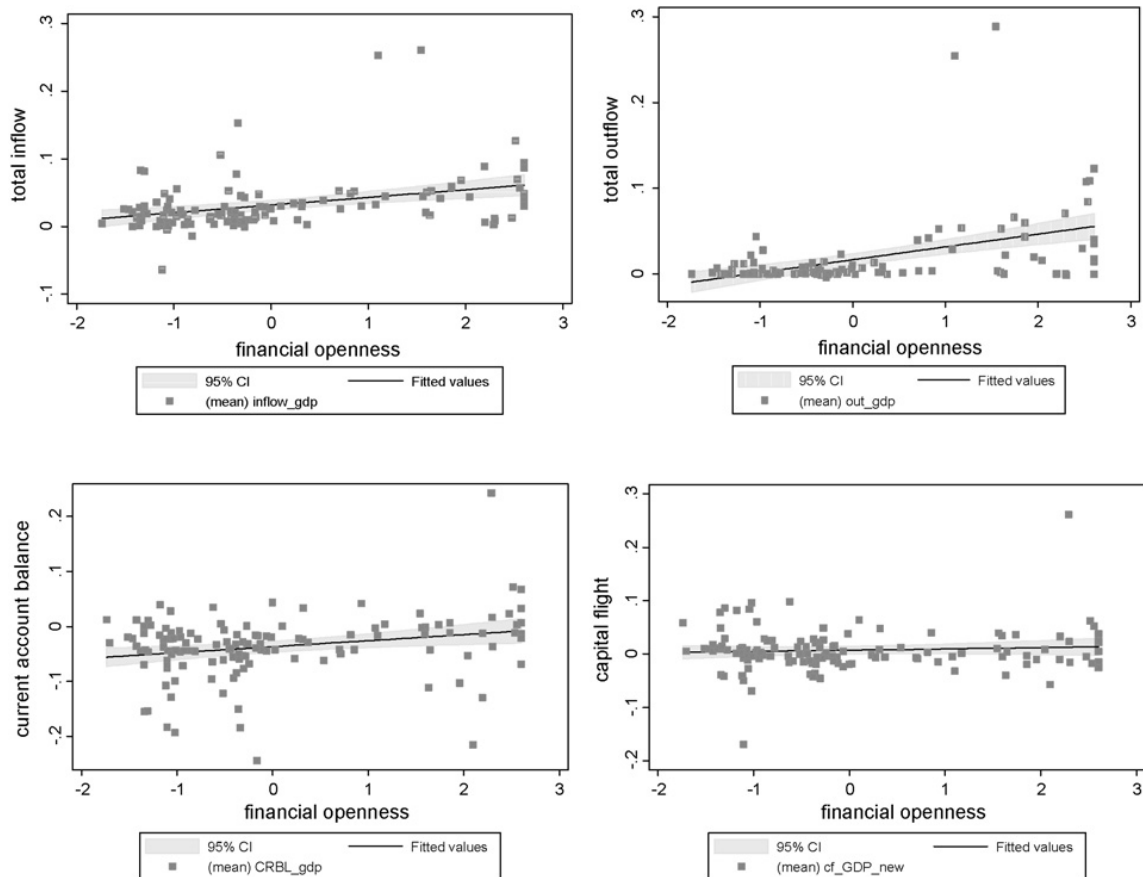 total inflow
.3
.2
.1
0
-.1
-2 -1 0 1 2 3
financial openness
95% CI Fitted values
(mean) inflow_gdp
total outflow
.3
.2
.1
0
-2 -1 0 1 2 3
financial openness
95% CI Fitted values
(mean) out_gdp
current account balance
.2
.1
0
-.1
-.2
-2 -1 0 1 2 3
financial openness
95% CI Fitted values
(mean) CRBL_gdp
capital flight
.3
.2
.1
0
-.1
-.2
-2 -1 0 1 2 3
financial openness
95% CI Fitted values
(mean) cf_GDP_new